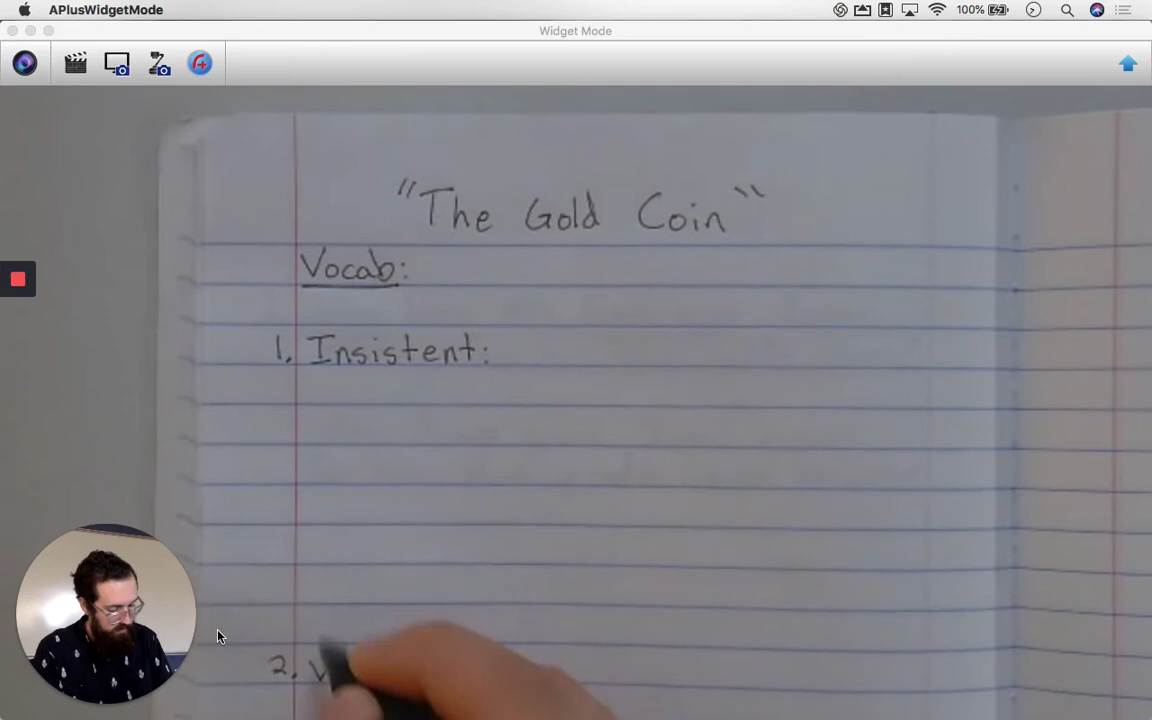 APlusWidgetMode
100%
Widget Mode
"The Gold Coin"
Vocab:
1. Insistent:
2. V